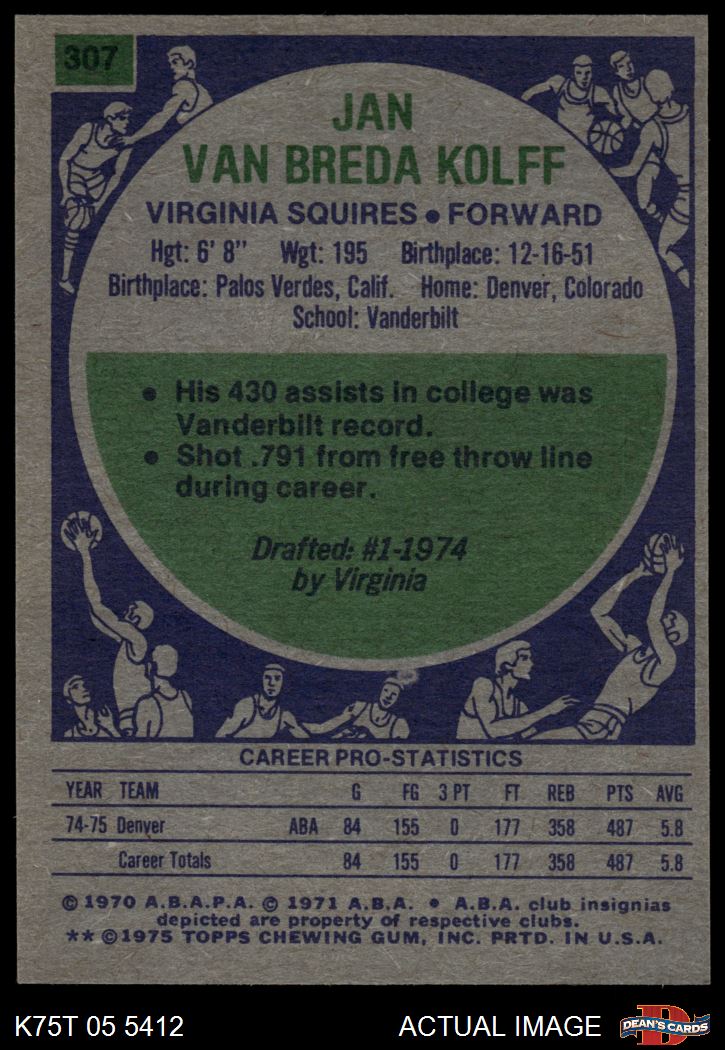 307
JAN
VAN BREDA KOLFF
VIRGINIA SQUIRES • FORWARD
Hgt: 6' 8" Wgt: 195 Birthplace: 12-16-51
Birthplace: Palos Verdes, Calif. Home: Denver, Colorado
School: Vanderbilt
• His 430 assists in college was
Vanderbilt record.
• Shot .791 from free throw line
during career.
Drafted: #1-1974
by Virginia
CAREER PRO-STATISTICS
YEAR TEAM G FG 3 PT FT REB PTS AVG
74-75 Denver ABA 84 155 0 177 358 487 5.8
Career Totals 84 155 0 177 358 487 5.8
© 1970 A.B.A.P.A. © 1971 A.B.A. • A.B.A. club insignias
depicted are property of respective clubs.
** ©1975 TOPPS CHEWING GUM, INC. PRTD. IN U.S.A.
K75T 05 5412 ACTUAL IMAGE D DEAN'S CARDS